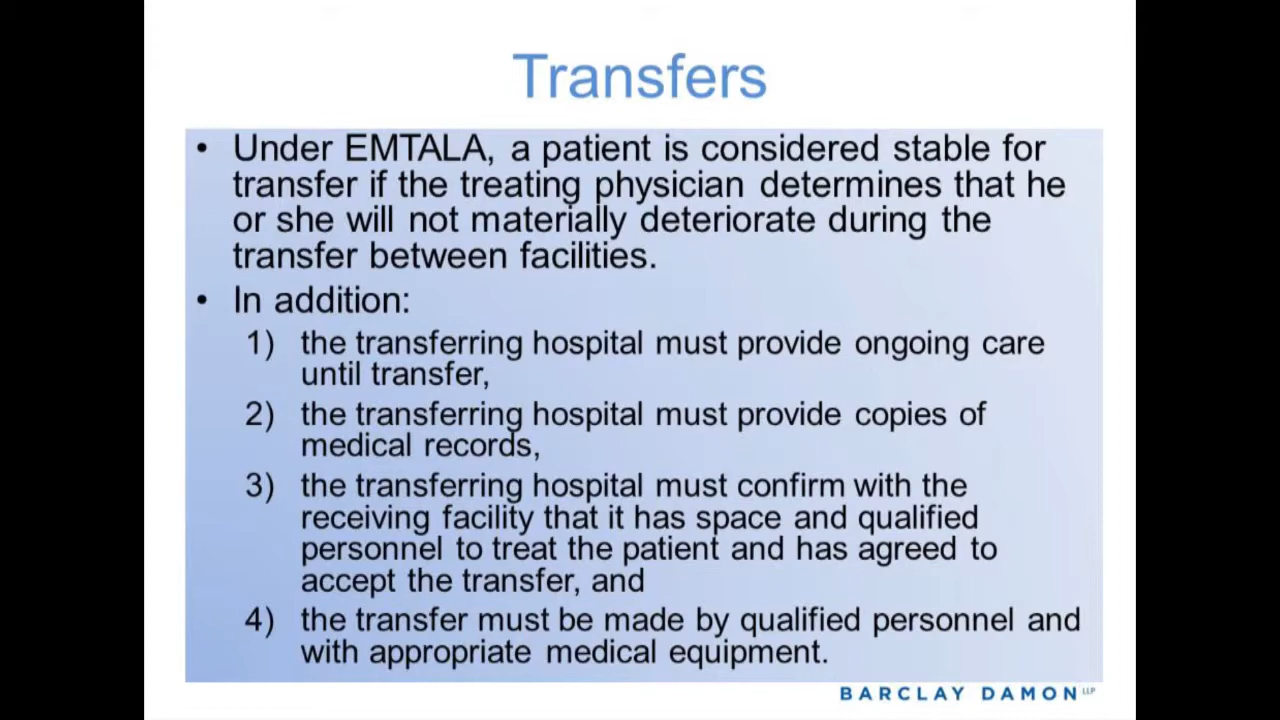 Transfers
• Under EMTALA, a patient is considered stable for
transfer if the treating physician determines that he
or she will not materially deteriorate during the
transfer between facilities.
• In addition:
1) the transferring hospital must provide ongoing care
until transfer,
2) the transferring hospital must provide copies of
medical records,
3) the transferring hospital must confirm with the
receiving facility that it has space and qualified
personnel to treat the patient and has agreed to
accept the transfer, and
4) the transfer must be made by qualified personnel and
with appropriate medical equipment.
BARCLAY DAMON LLP